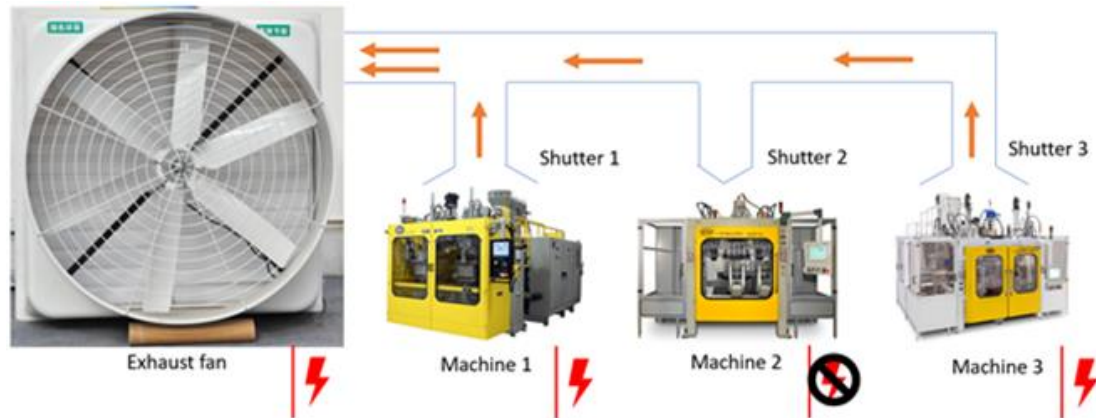 Shutter 1
Shutter 2
Shutter 3
Exhaust fan
Machine 1
Machine 2
Machine 3